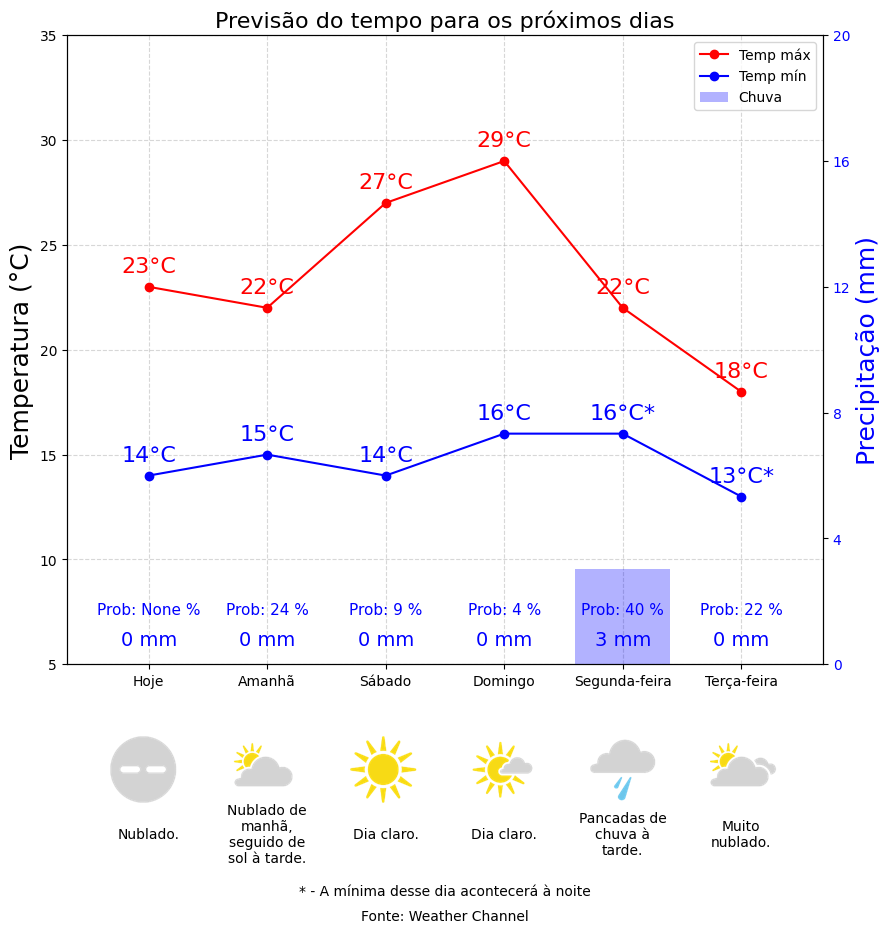 Previsão do tempo para os próximos dias
Temp máx
Temp mín
Chuva
35
30
25
20
15
10
5
Temperatura (°C)
20
16
12
8
4
0
Precipitação (mm)
23°C
22°C
27°C
29°C
22°C
18°C
14°C
15°C
14°C
16°C
16°C*
13°C*
Prob: None %
Prob: 24 %
Prob: 9 %
Prob: 4 %
Prob: 40 %
Prob: 22 %
0 mm
0 mm
0 mm
0 mm
3 mm
0 mm
Hoje
Amanhã
Sábado
Domingo
Segunda-feira
Terça-feira
Nublado.
Nublado de
manhã,
seguido de
sol à tarde.
Dia claro.
Dia claro.
Pancadas de
chuva à
tarde.
Muito
nublado.
* - A mínima desse dia acontecerá à noite
Fonte: Weather Channel